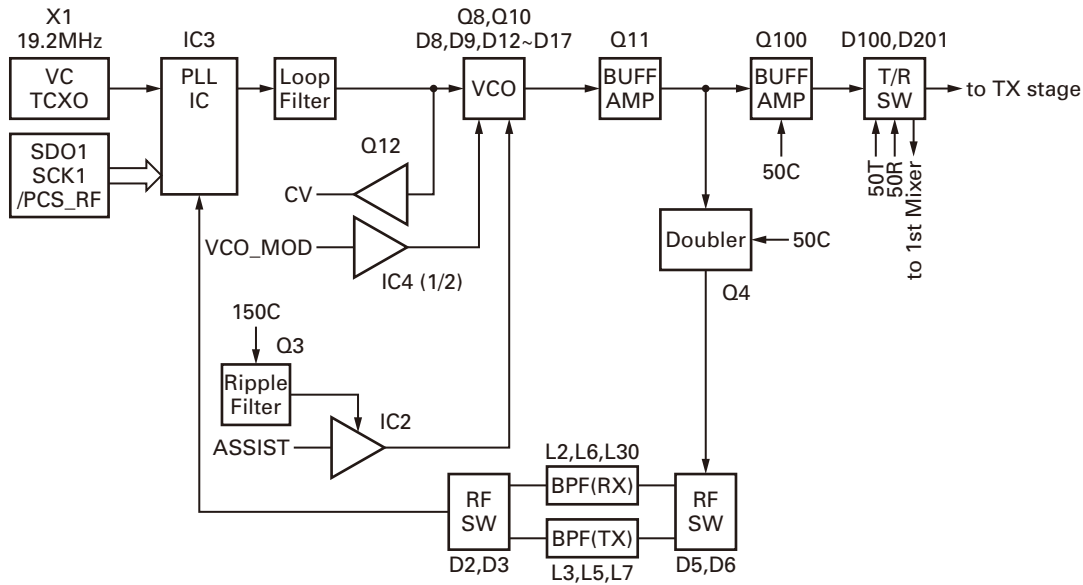 X1
19.2MHz
VC
TCXO
IC3
PLL
IC
Loop
Filter
Q8,Q10
D8,D9,D12~D17
VCO
Q11
BUFF
AMP
Q100
BUFF
AMP
D100,D201
T/R
SW
to TX stage
SDO1
SCK1
/PCS_RF
Q12
CV
VCO_MOD
IC4 (1/2)
50C
50T
50R
to 1st Mixer
Doubler
50C
Q4
150C
Q3
Ripple
Filter
IC2
ASSIST
L2,L6,L30
BPF(RX)
RF
SW
RF
SW
BPF(TX)
D2,D3
L3,L5,L7
D5,D6